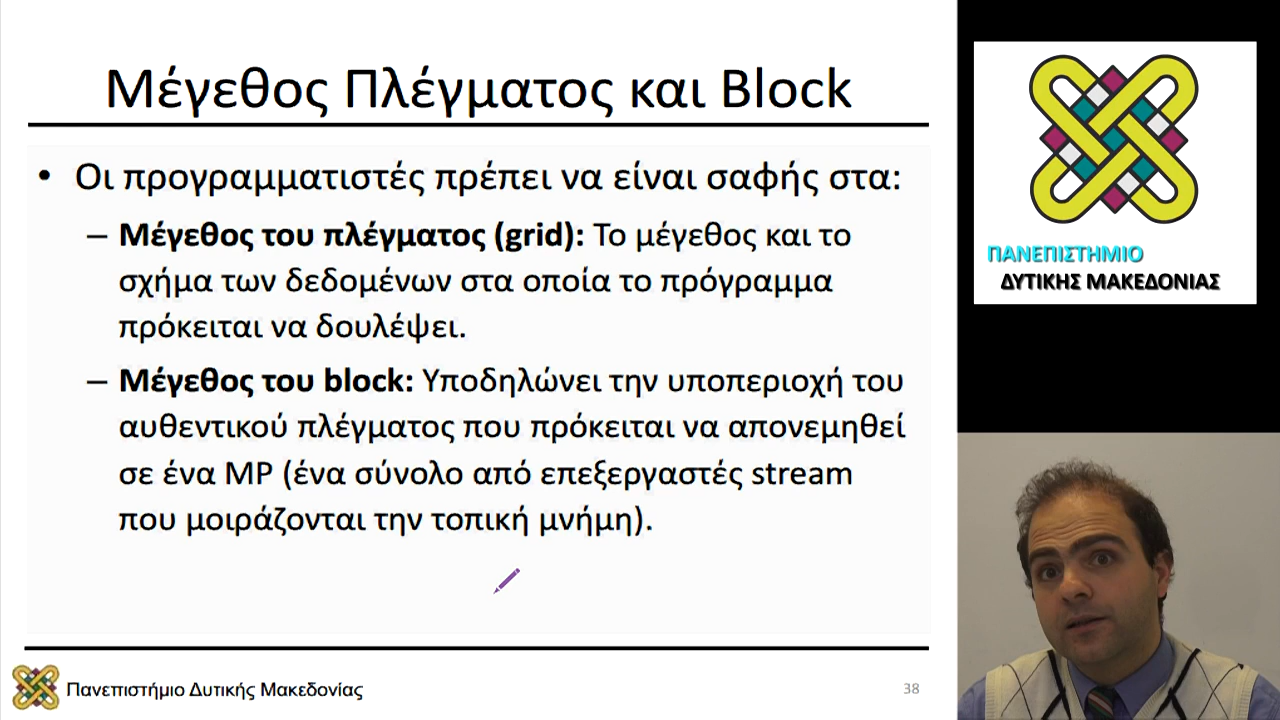 Μέγεθος Πλέγματος και Block
• Οι προγραμματιστές πρέπει να είναι σαφής στα:
– Μέγεθος του πλέγματος (grid): Το μέγεθος και το
σχήμα των δεδομένων στα οποία το πρόγραμμα
πρόκειται να δουλέψει.
– Μέγεθος του block: Υποδηλώνει την υποπεριοχή του
αυθεντικού πλέγματος που πρόκειται να απονεμηθεί
σε ένα MP (ένα σύνολο από επεξεργαστές stream
που μοιράζονται την τοπική μνήμη).
Πανεπιστήμιο Δυτικής Μακεδονίας
38
ΠΑΝΕΠΙΣΤΗΜΙΟ
ΔΥΤΙΚΗΣ ΜΑΚΕΔΟΝΙΑΣ